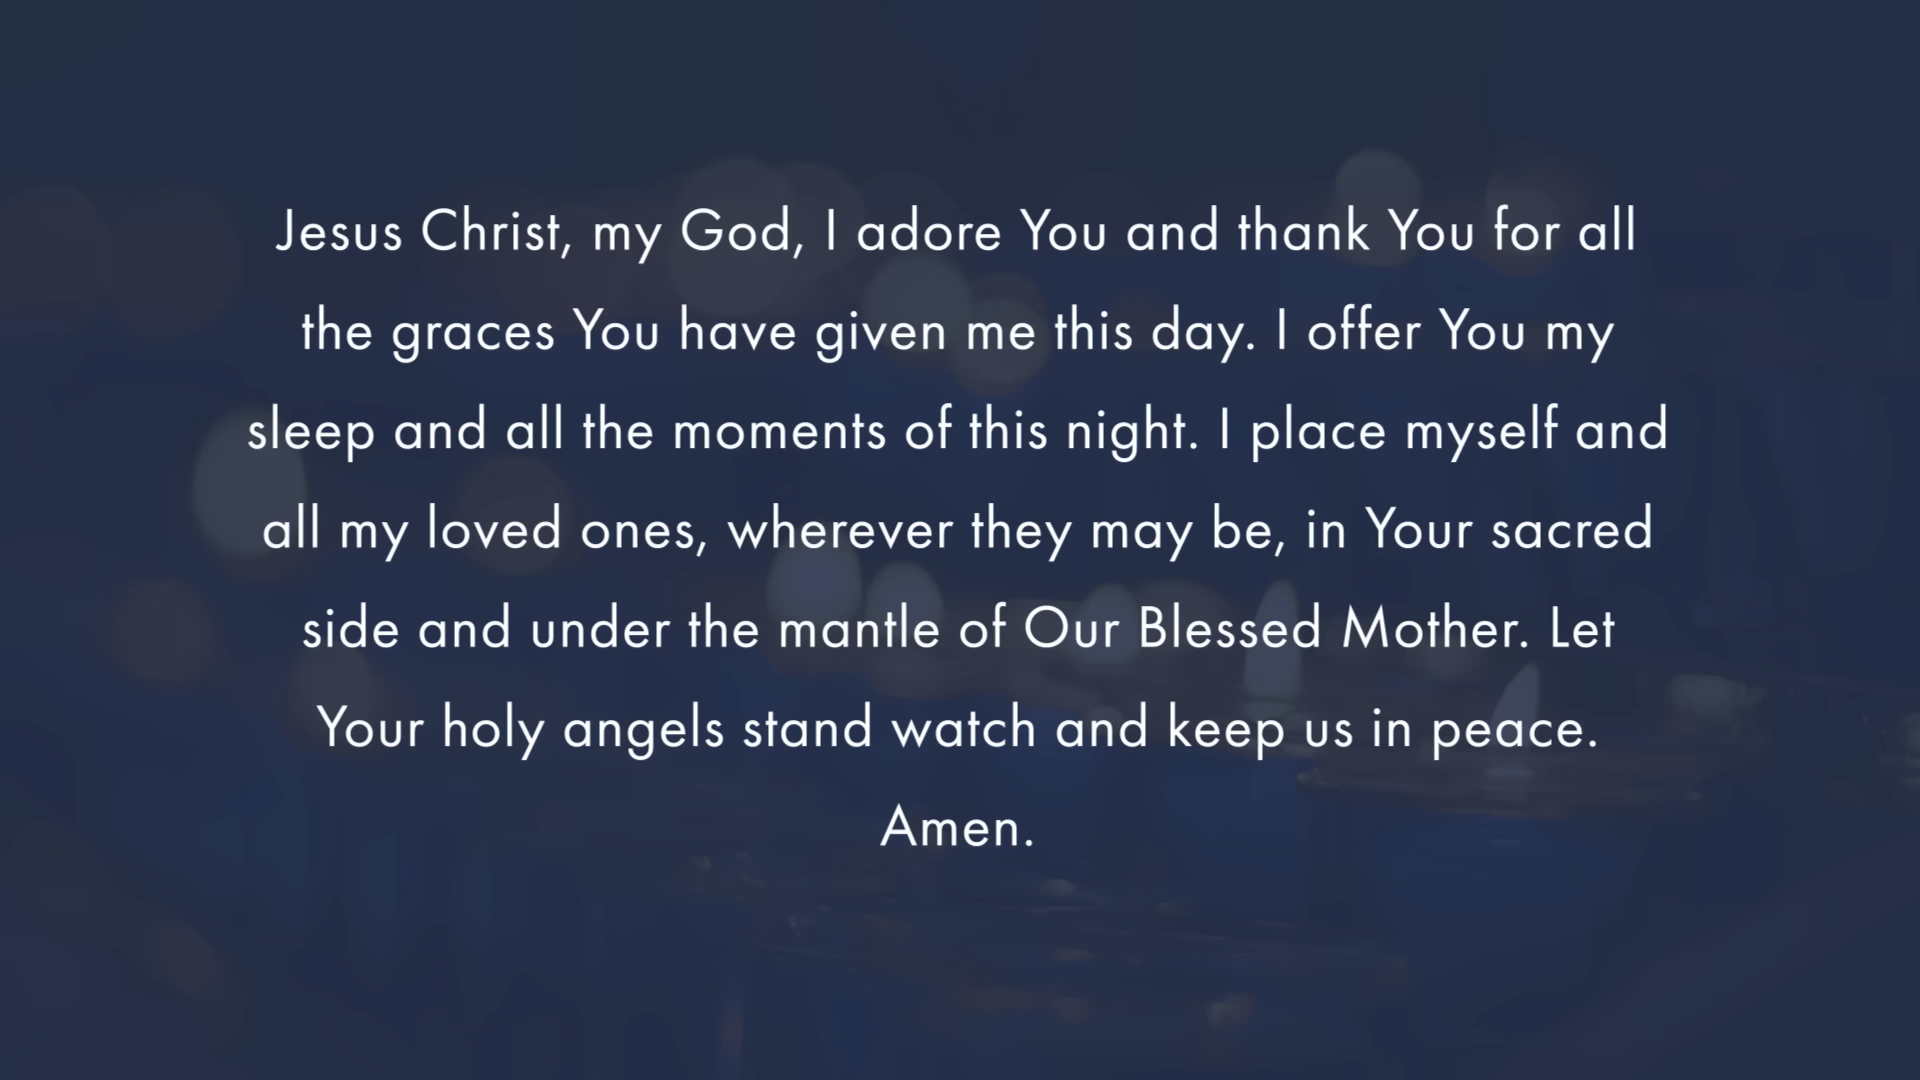 Jesus Christ, my God, I adore You and thank You for all
the graces You have given me this day. I offer You my
sleep and all the moments of this night. I place myself and
all my loved ones, wherever they may be, in Your sacred
side and under the mantle of Our Blessed Mother. Let
Your holy angels stand watch and keep us in peace.
Amen.